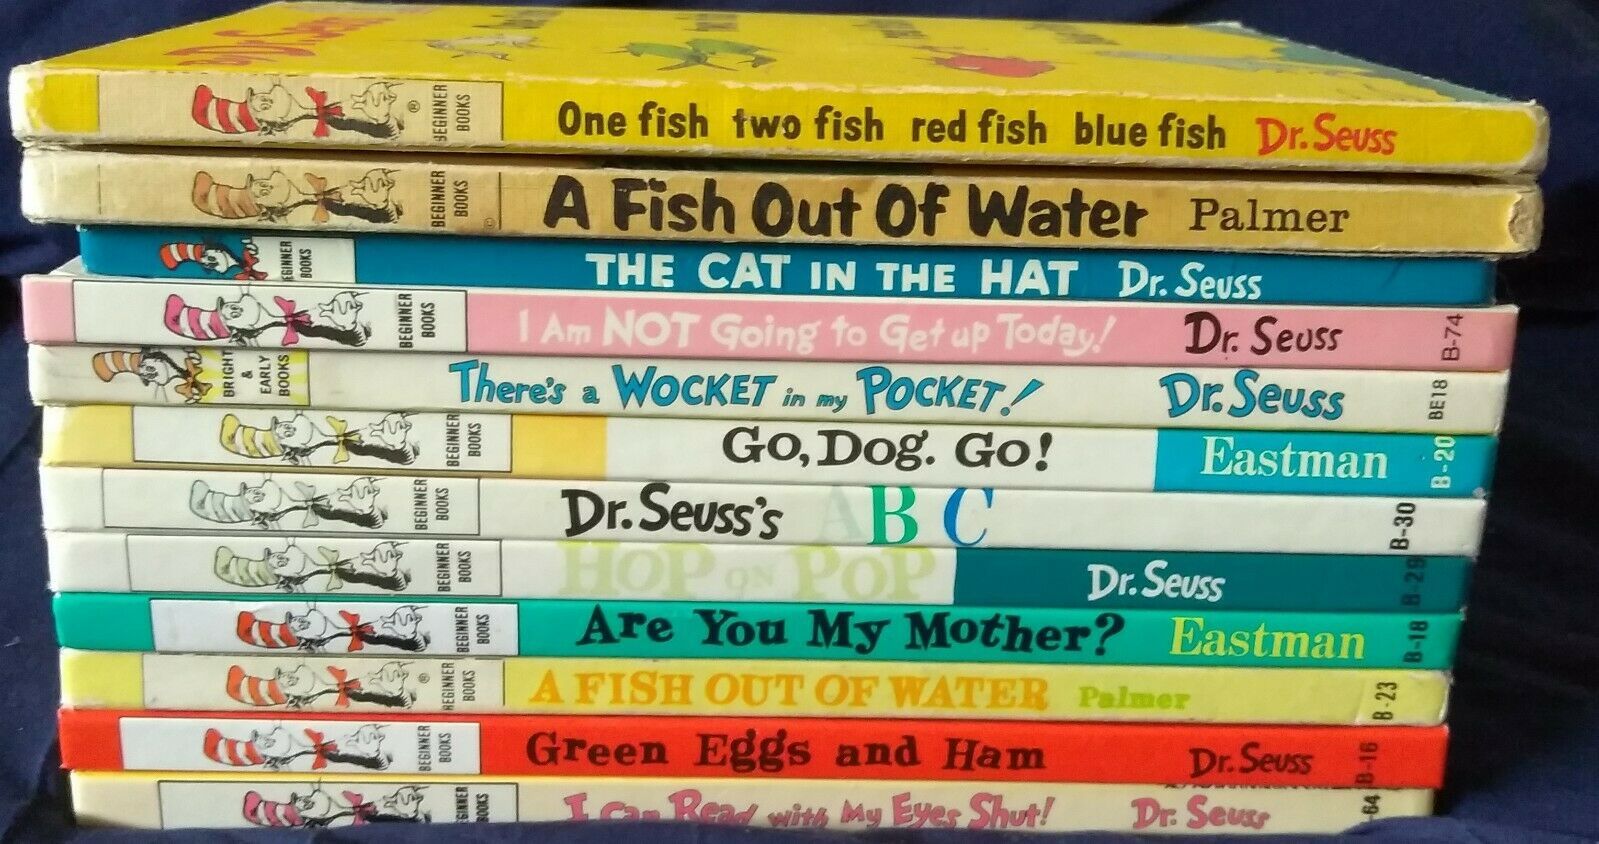 by Dr. Seuss
BEGINNER BOOKS One fish two fish red fish blue fish Dr. Seuss
BEGINNER BOOKS A Fish Out Of Water Palmer
BEGINNER BOOKS THE CAT IN THE HAT Dr. Seuss
BEGINNER BOOKS I Am NOT Going to Get up Today! Dr. Seuss B-74
BRIGHT & EARLY BOOKS There's a WOCKET in my POCKET! Dr. Seuss BE18
BEGINNER BOOKS Go, Dog. Go! Eastman B-20
BEGINNER BOOKS Dr. Seuss's ABC B-30
BEGINNER BOOKS HOP ON POP Dr. Seuss B-29
BEGINNER BOOKS Are You My Mother? Eastman B-18
BEGINNER BOOKS A FISH OUT OF WATER Palmer B-23
BEGINNER BOOKS Green Eggs and Ham Dr. Seuss B-16
BEGINNER BOOKS I Can Read with My Eyes Shut! Dr. Seuss -64